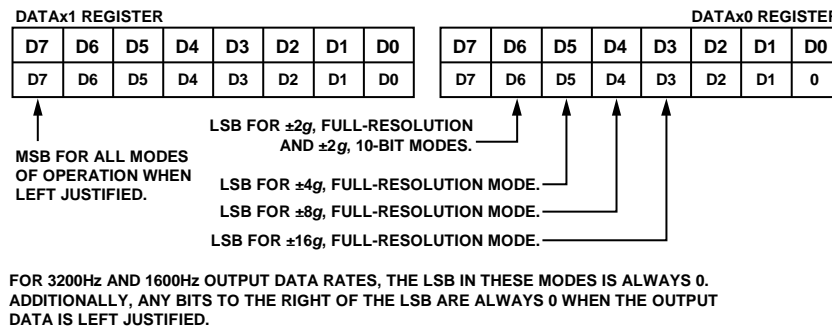 DATAx1 REGISTER
DATAx0 REGISTER
D7 D6 D5 D4 D3 D2 D1 D0
D7 D6 D5 D4 D3 D2 D1 D0
D7 D6 D5 D4 D3 D2 D1 D0
D7 D6 D5 D4 D3 D2 D1 0
MSB FOR ALL MODES
OF OPERATION WHEN
LEFT JUSTIFIED.
LSB FOR ±2g, FULL-RESOLUTION
AND ±2g, 10-BIT MODES.
LSB FOR ±4g, FULL-RESOLUTION MODE.
LSB FOR ±8g, FULL-RESOLUTION MODE.
LSB FOR ±16g, FULL-RESOLUTION MODE.
FOR 3200Hz AND 1600Hz OUTPUT DATA RATES, THE LSB IN THESE MODES IS ALWAYS 0.
ADDITIONALLY, ANY BITS TO THE RIGHT OF THE LSB ARE ALWAYS 0 WHEN THE OUTPUT
DATA IS LEFT JUSTIFIED.